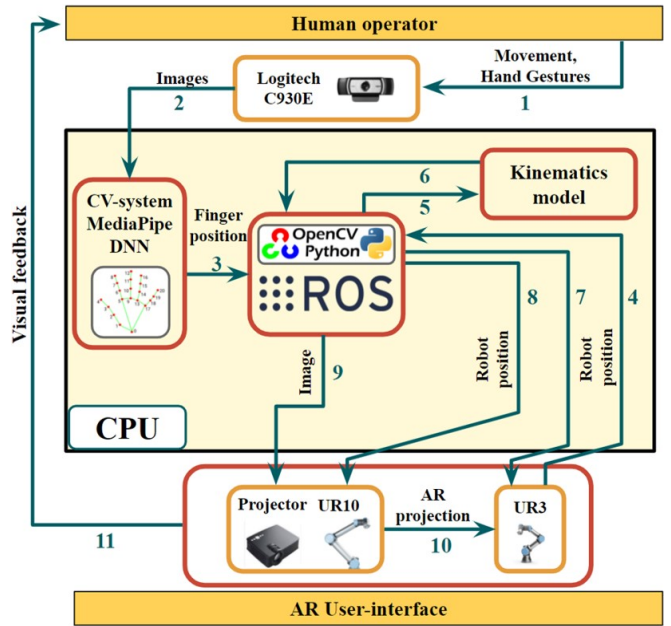 Human operator
Movement,
Hand Gestures
1
Logitech
C930E
Images
2
Visual feedback
CV-system
MediaPipe
DNN
Finger
position
3
OpenCV
Python
ROS
6
5
Kinematics
model
Image
9
Robot
position
8
7
Robot
position
4
CPU
Projector
UR10
AR
projection
10
UR3
11
AR User-interface